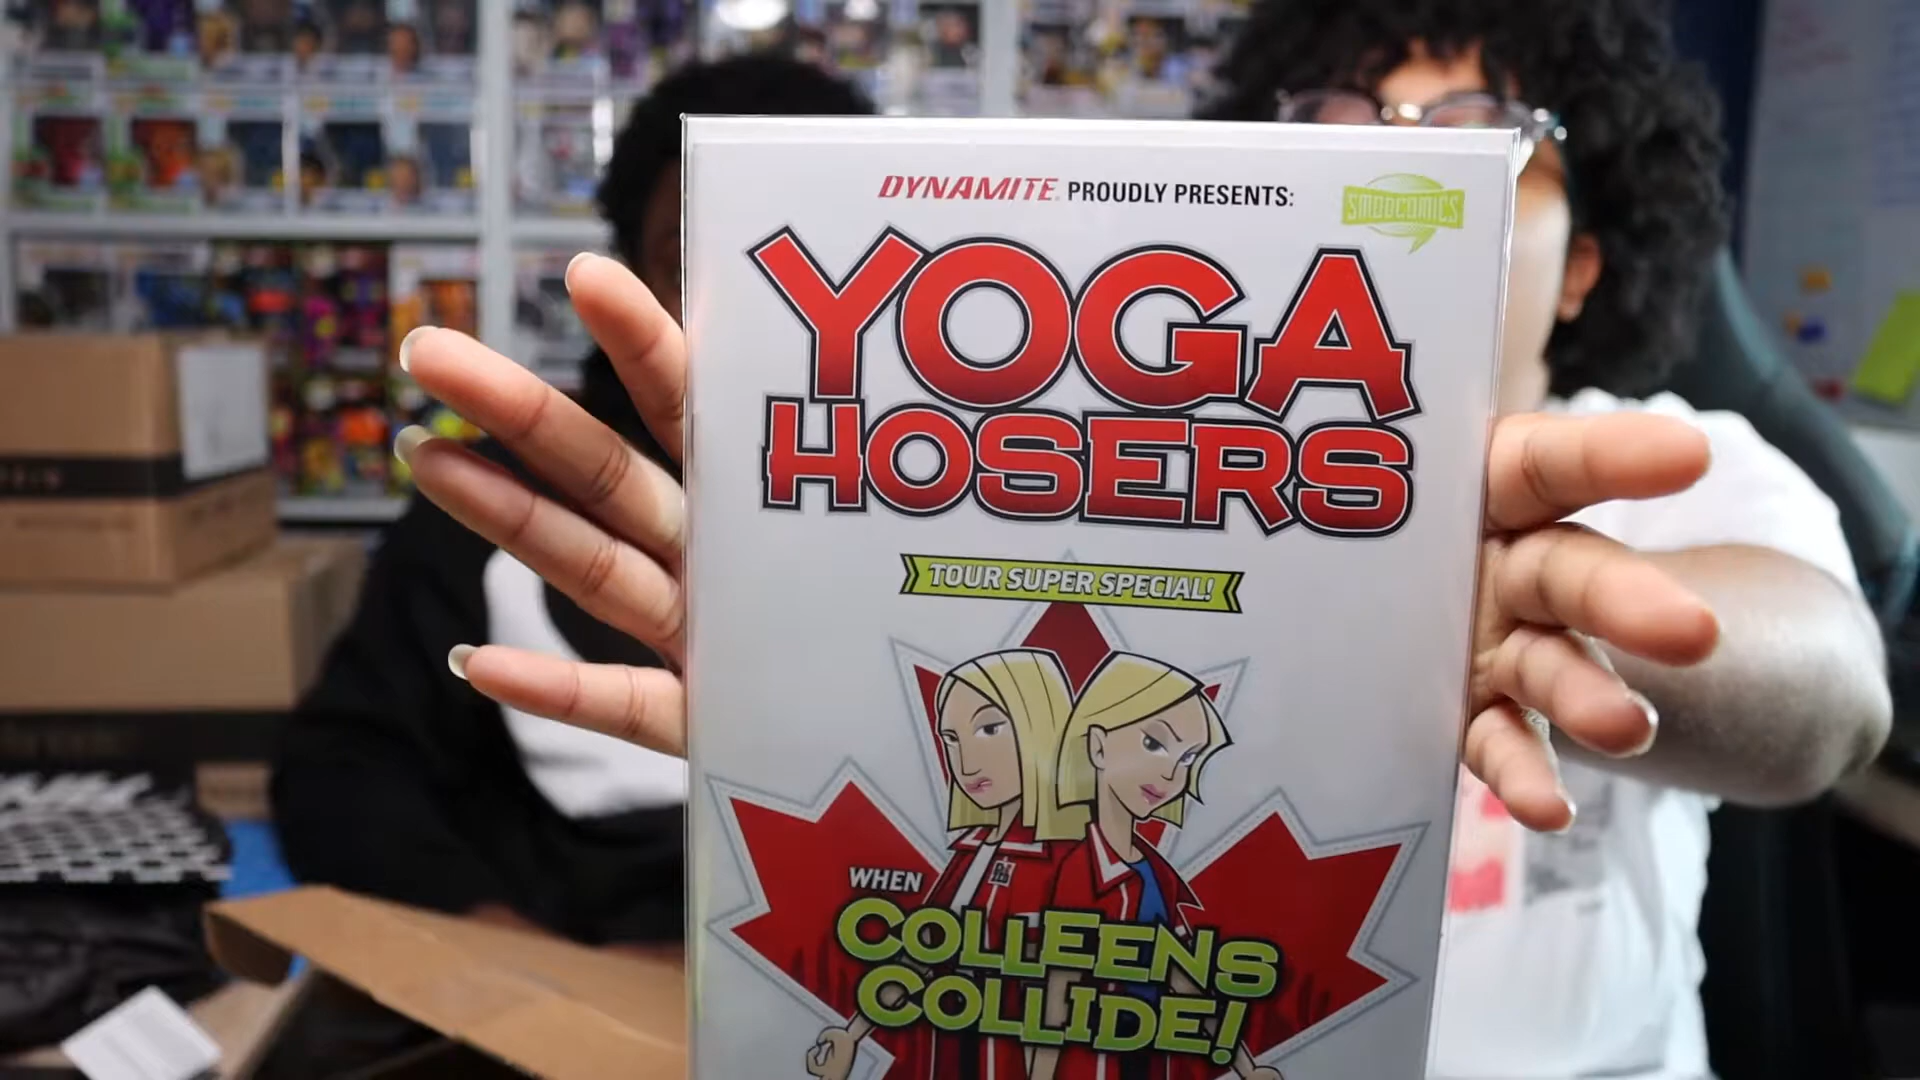 DYNAMITE PROUDLY PRESENTS:
SMODCOMICS
YOGA
HOSERS
TOUR SUPER SPECIAL!
WHEN
COLLEENS
COLLIDE!